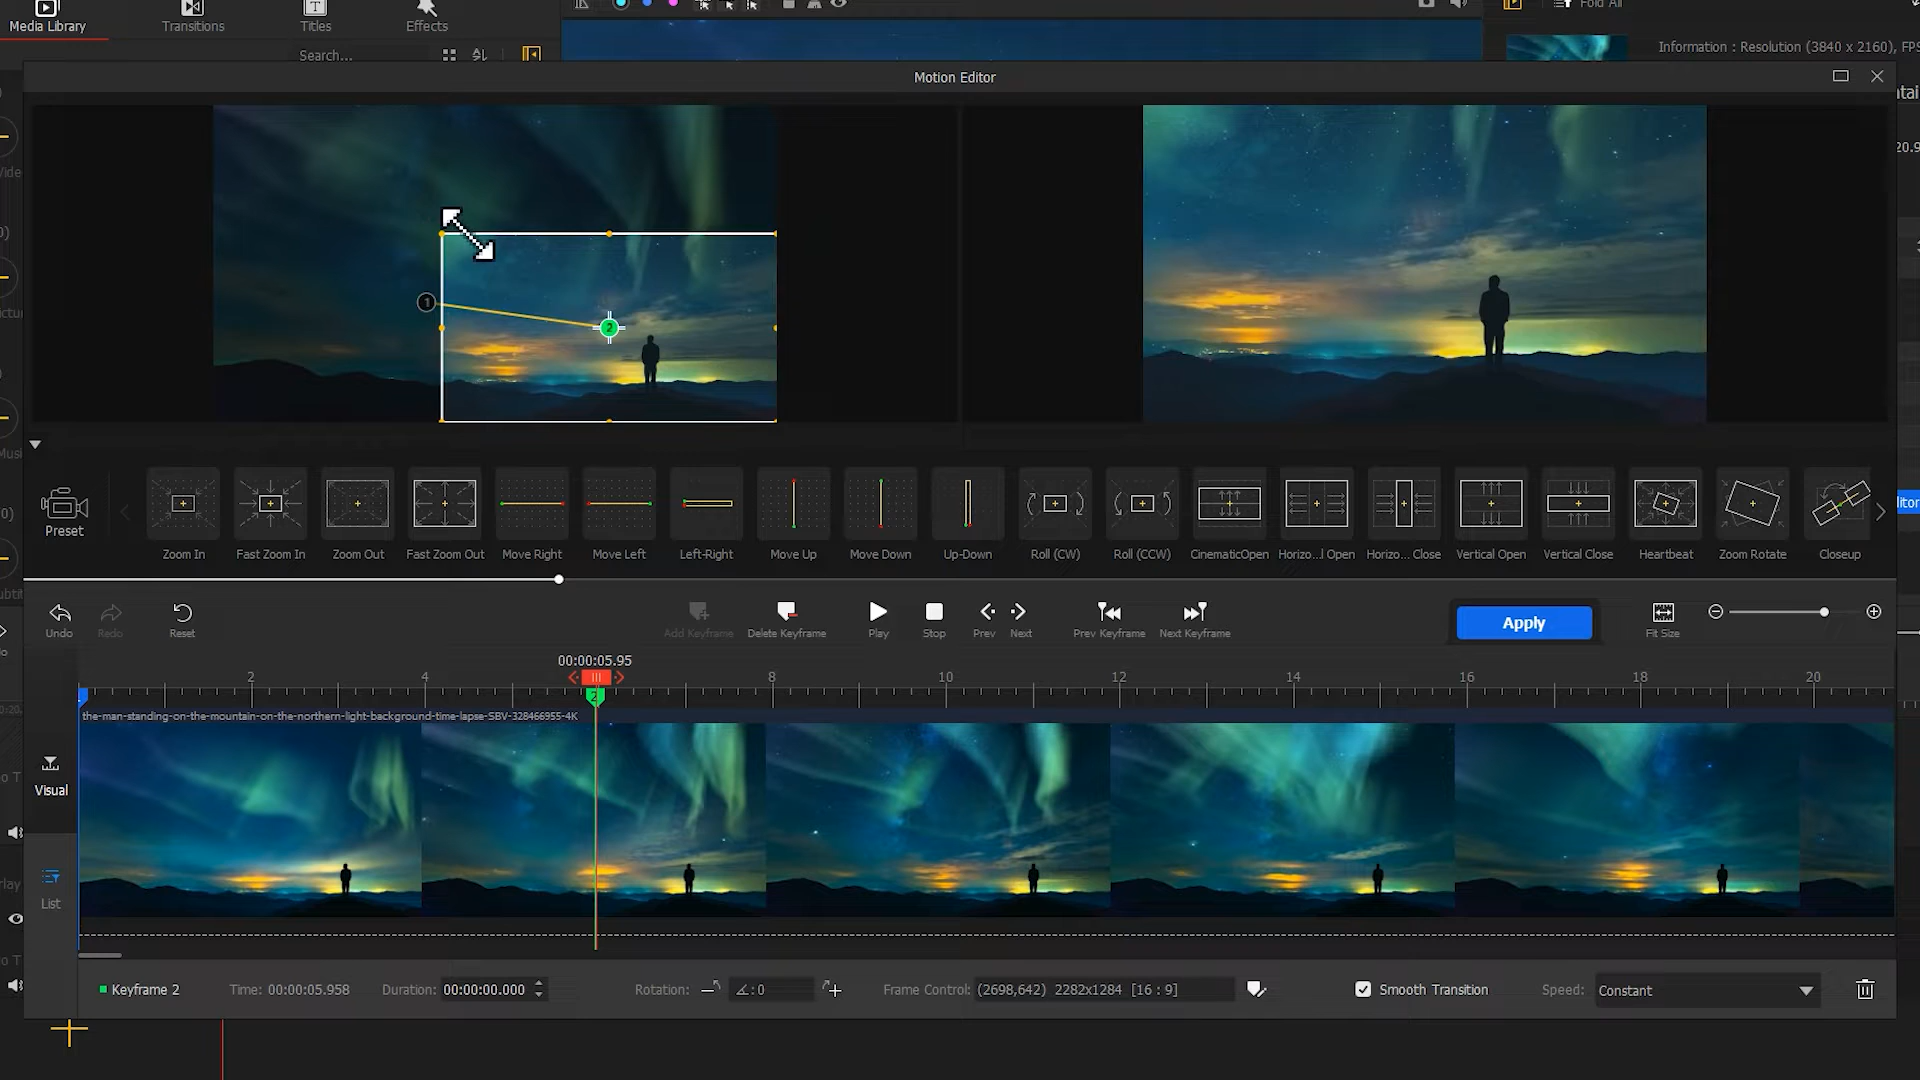 Media Library
Transitions
Titles
Effects
Fold All
Search...
Information : Resolution (3840 x 2160), FPS
Motion Editor
1
2
Preset
Zoom In
Fast Zoom In
Zoom Out
Fast Zoom Out
Move Right
Move Left
Left-Right
Move Up
Move Down
Up-Down
Roll (CW)
Roll (CCW)
CinematicOpen
Horizo...l Open
Horizo... Close
Vertical Open
Vertical Close
Heartbeat
Zoom Rotate
Closeup
Undo
Redo
Reset
Add Keyframe
Delete Keyframe
Play
Stop
Prev
Next
Prev Keyframe
Next Keyframe
Apply
Fit Size
00:00:05.95
2 4 8 10 12 14 16 18 20
2
the-man-standing-on-the-mountain-on-the-northern-light-background-time-lapse-SBV-328466955-4K
Visual
List
Keyframe 2
Time: 00:00:05.958
Duration: 00:00:00.000
Rotation: ∠:0
Frame Control: (2698,642) 2282x1284 [16 : 9]
Smooth Transition
Speed: Constant